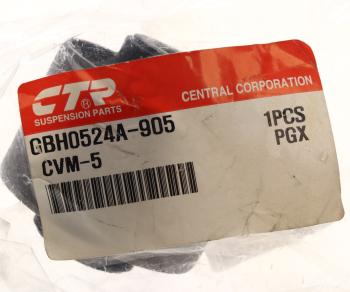 CTR®
SUSPENSION PARTS
CENTRAL CORPORATION
GBH0524A-905
CVM-5
1PCS
PGX